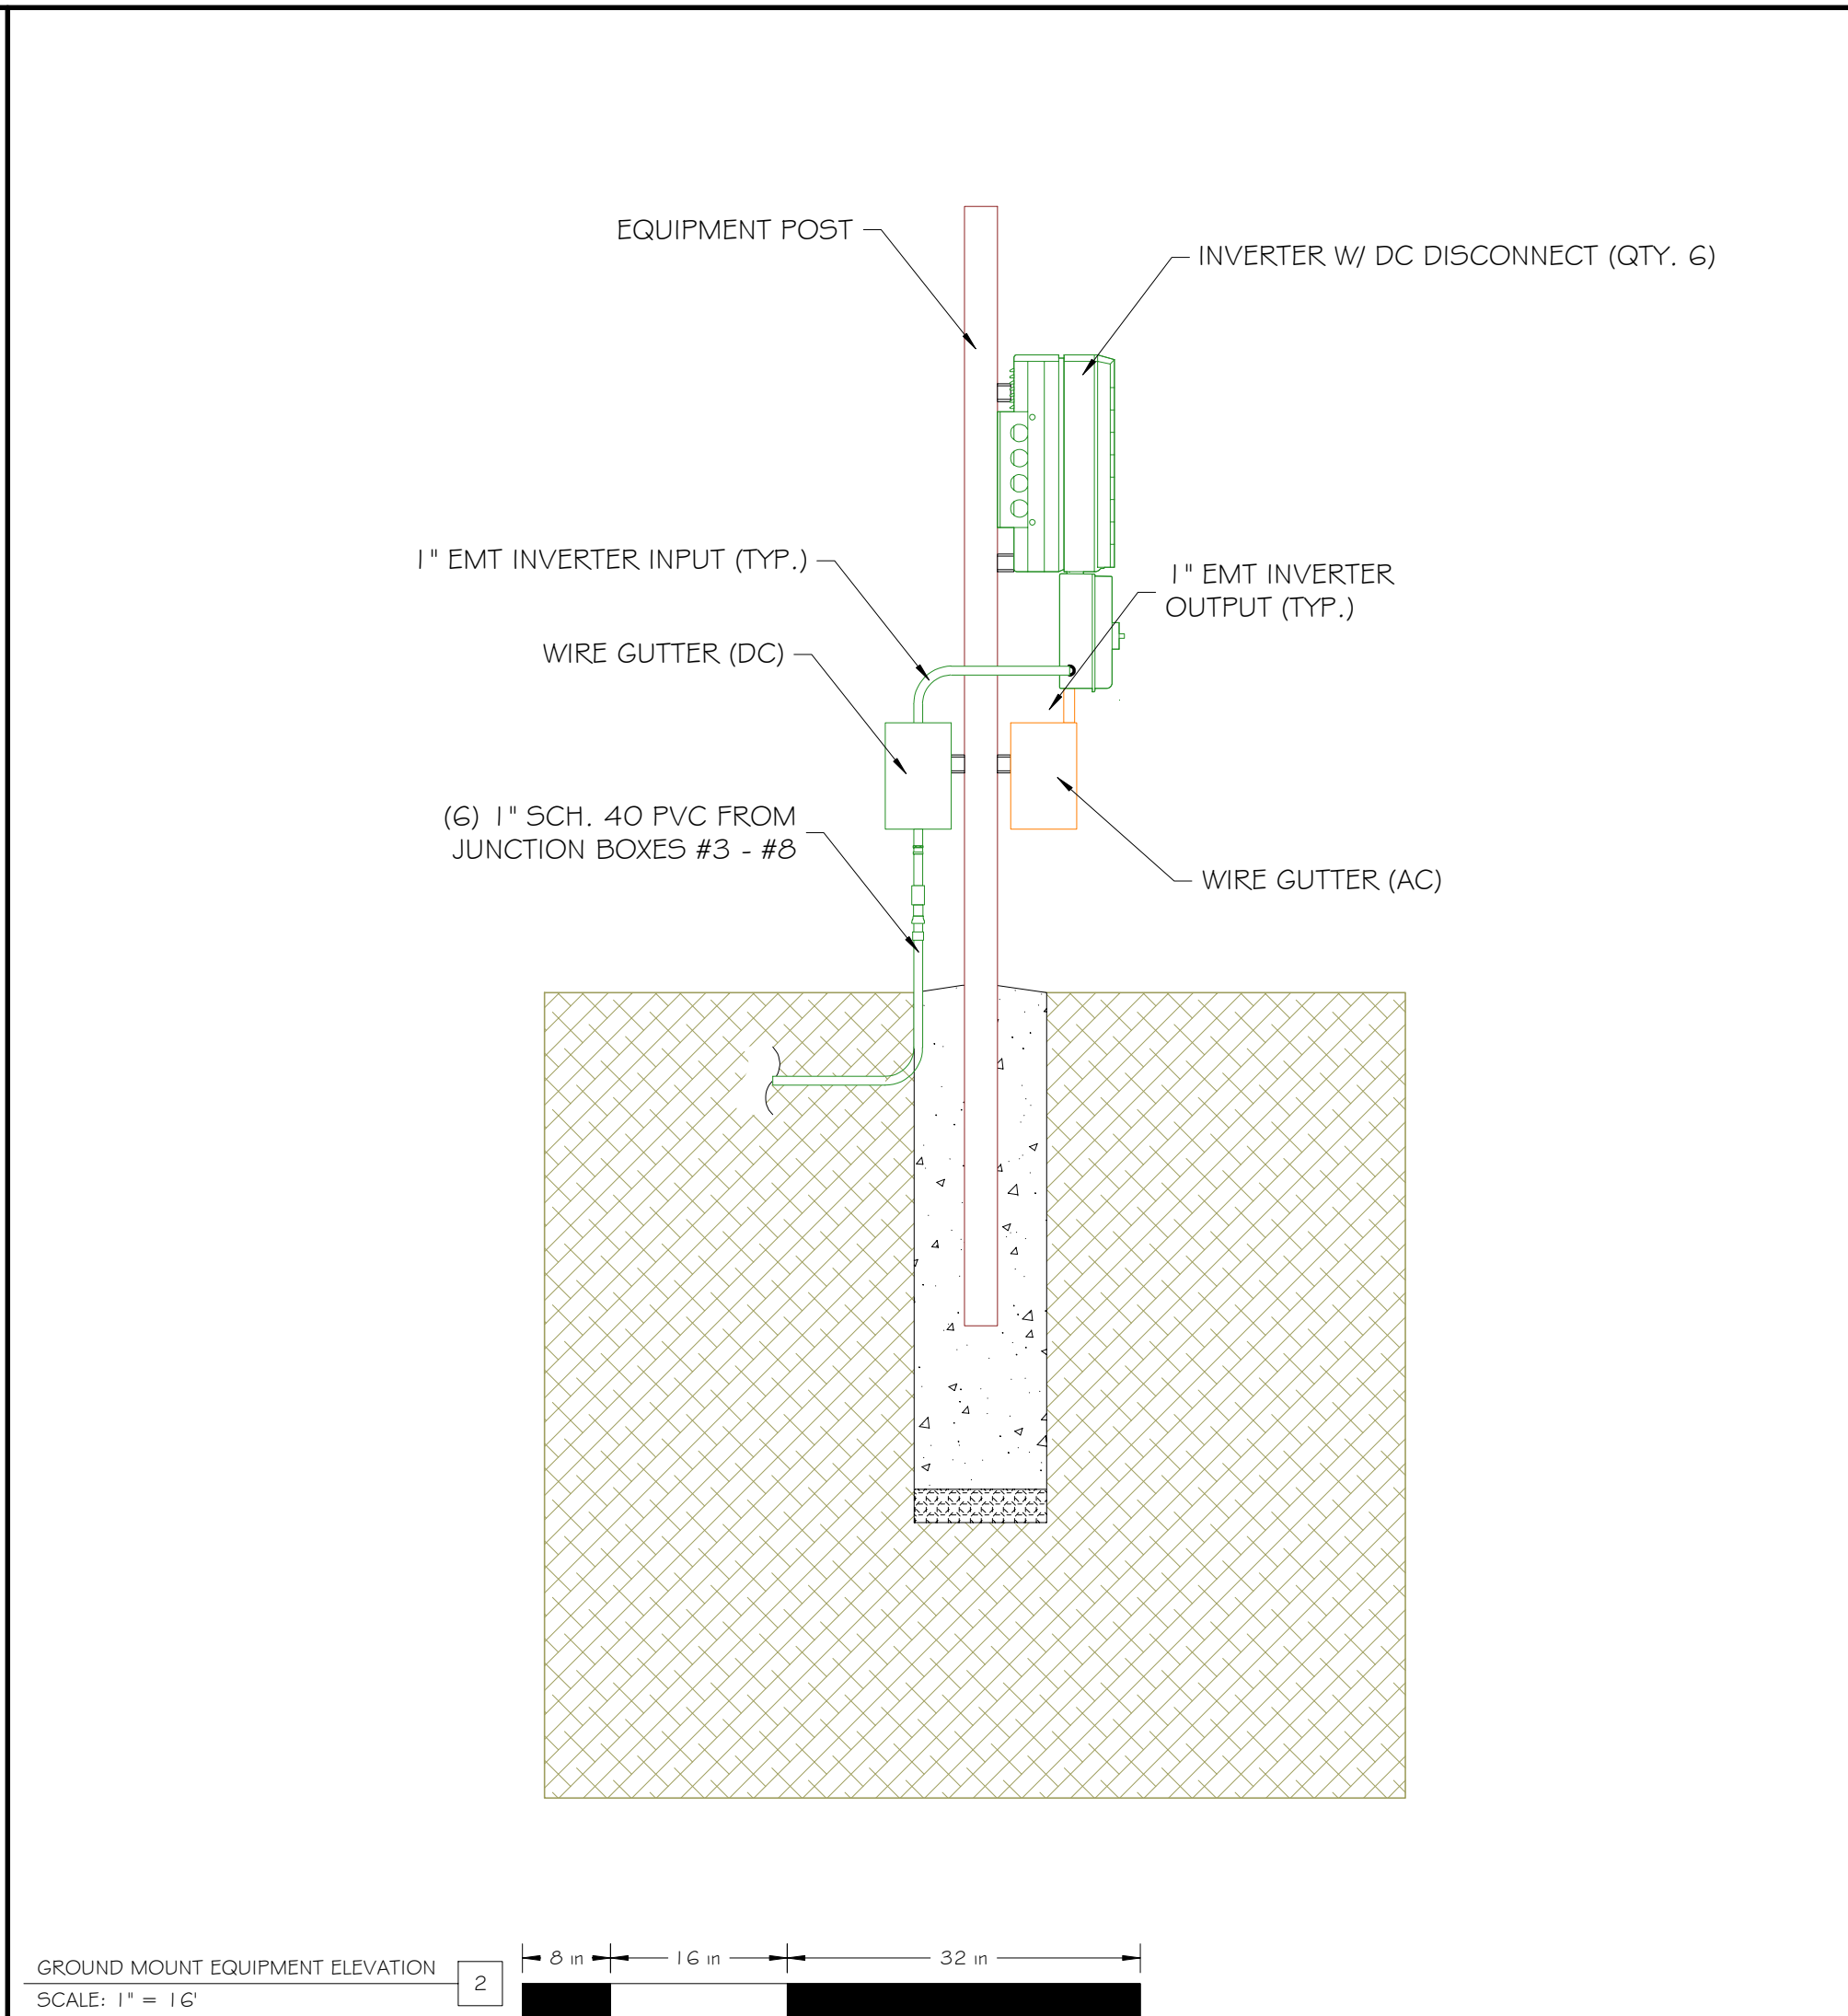 EQUIPMENT POST
INVERTER W/ DC DISCONNECT (QTY. 6)
1" EMT INVERTER INPUT (TYP.)
1" EMT INVERTER
OUTPUT (TYP.)
WIRE GUTTER (DC)
(6) 1" SCH. 40 PVC FROM
JUNCTION BOXES #3 - #8
WIRE GUTTER (AC)
GROUND MOUNT EQUIPMENT ELEVATION
SCALE: 1" = 16'
2
8 in
16 in
32 in